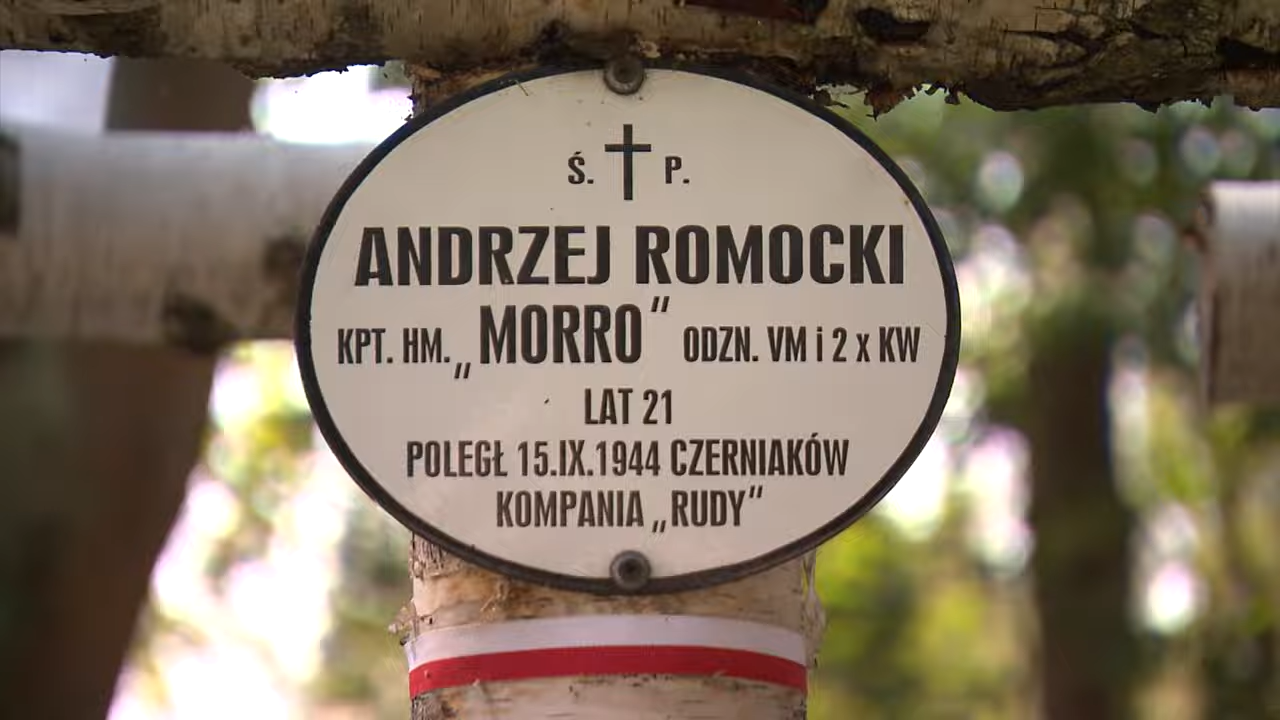 Ś. P.
ANDRZEJ ROMOCKI
KPT. HM. „MORRO” ODZN. VM i 2 x KW
LAT 21
POLEGŁ 15.IX.1944 CZERNIAKÓW
KOMPANIA „RUDY”